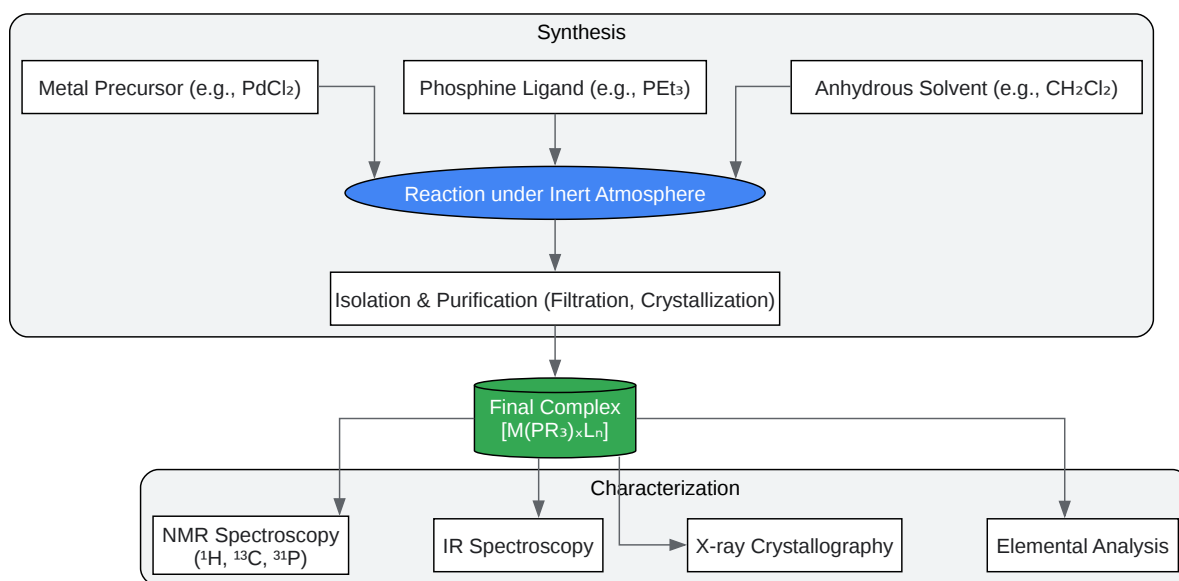 Synthesis
Metal Precursor (e.g., PdCl₂)
Phosphine Ligand (e.g., PEt₃)
Anhydrous Solvent (e.g., CH₂Cl₂)
Reaction under Inert Atmosphere
Isolation & Purification (Filtration, Crystallization)
Final Complex
[M(PR₃)ₓLₙ]
Characterization
NMR Spectroscopy
(¹H, ¹³C, ³¹P)
IR Spectroscopy
X-ray Crystallography
Elemental Analysis